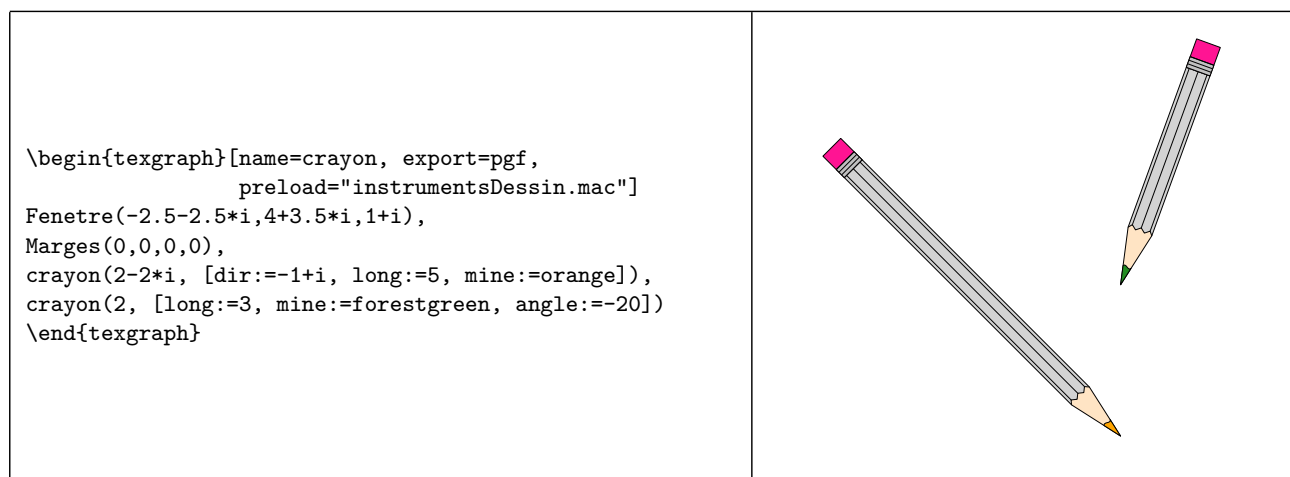 \begin{texgraph}[name=crayon, export=pgf,
preload="instrumentsDessin.mac"]
Fenetre(-2.5-2.5*i,4+3.5*i,1+i),
Marges(0,0,0,0),
crayon(2-2*i, [dir:=-1+i, long:=5, mine:=orange]),
crayon(2, [long:=3, mine:=forestgreen, angle:=-20])
\end{texgraph}